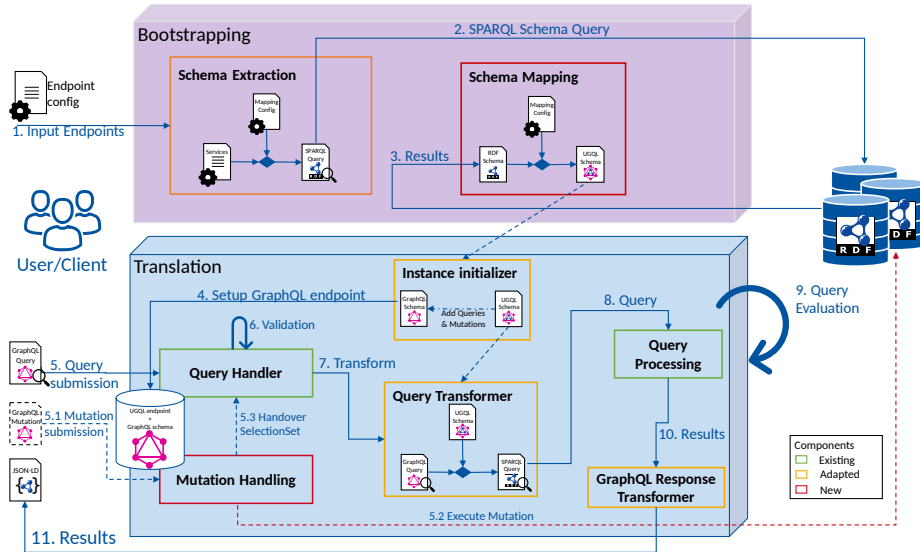 Bootstrapping
2. SPARQL Schema Query
Schema Extraction
Mapping
Config
Services
SPARQL
Query
Schema Mapping
Mapping
Config
RDF
Schema
UGQL
Schema
Endpoint
config
1. Input Endpoints
3. Results
RDF
User/Client
Translation
Instance initializer
GraphQL
Schema
Add Queries
& Mutations
UGQL
Schema
4. Setup GraphQL endpoint
8. Query
9. Query
Evaluation
6. Validation
Query
Processing
GraphQL
Query
5. Query
submission
Query Handler
7. Transform
Query Transformer
UGQL
Schema
GraphQL
Query
SPARQL
Query
UGQL endpoint
+
GraphQL schema
GraphQL
Mutation
5.1 Mutation
submission
5.3 Handover
SelectionSet
10. Results
Components
Existing
Adapted
New
JSON-LD
Mutation Handling
GraphQL Response
Transformer
5.2 Execute Mutation
11. Results